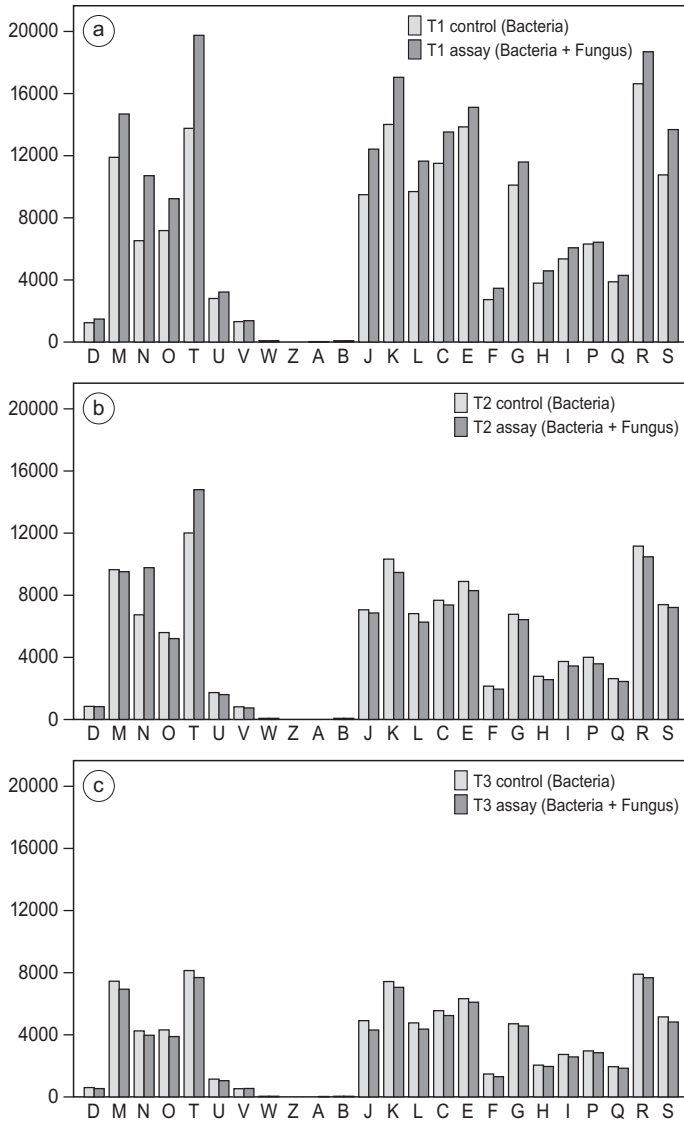 a
T1 control (Bacteria)
T1 assay (Bacteria + Fungus)
20000
16000
12000
8000
4000
0
D M N O T U V W Z A B J K L C E F G H I P Q R S
b
T2 control (Bacteria)
T2 assay (Bacteria + Fungus)
20000
16000
12000
8000
4000
0
D M N O T U V W Z A B J K L C E F G H I P Q R S
c
T3 control (Bacteria)
T3 assay (Bacteria + Fungus)
20000
16000
12000
8000
4000
0
D M N O T U V W Z A B J K L C E F G H I P Q R S